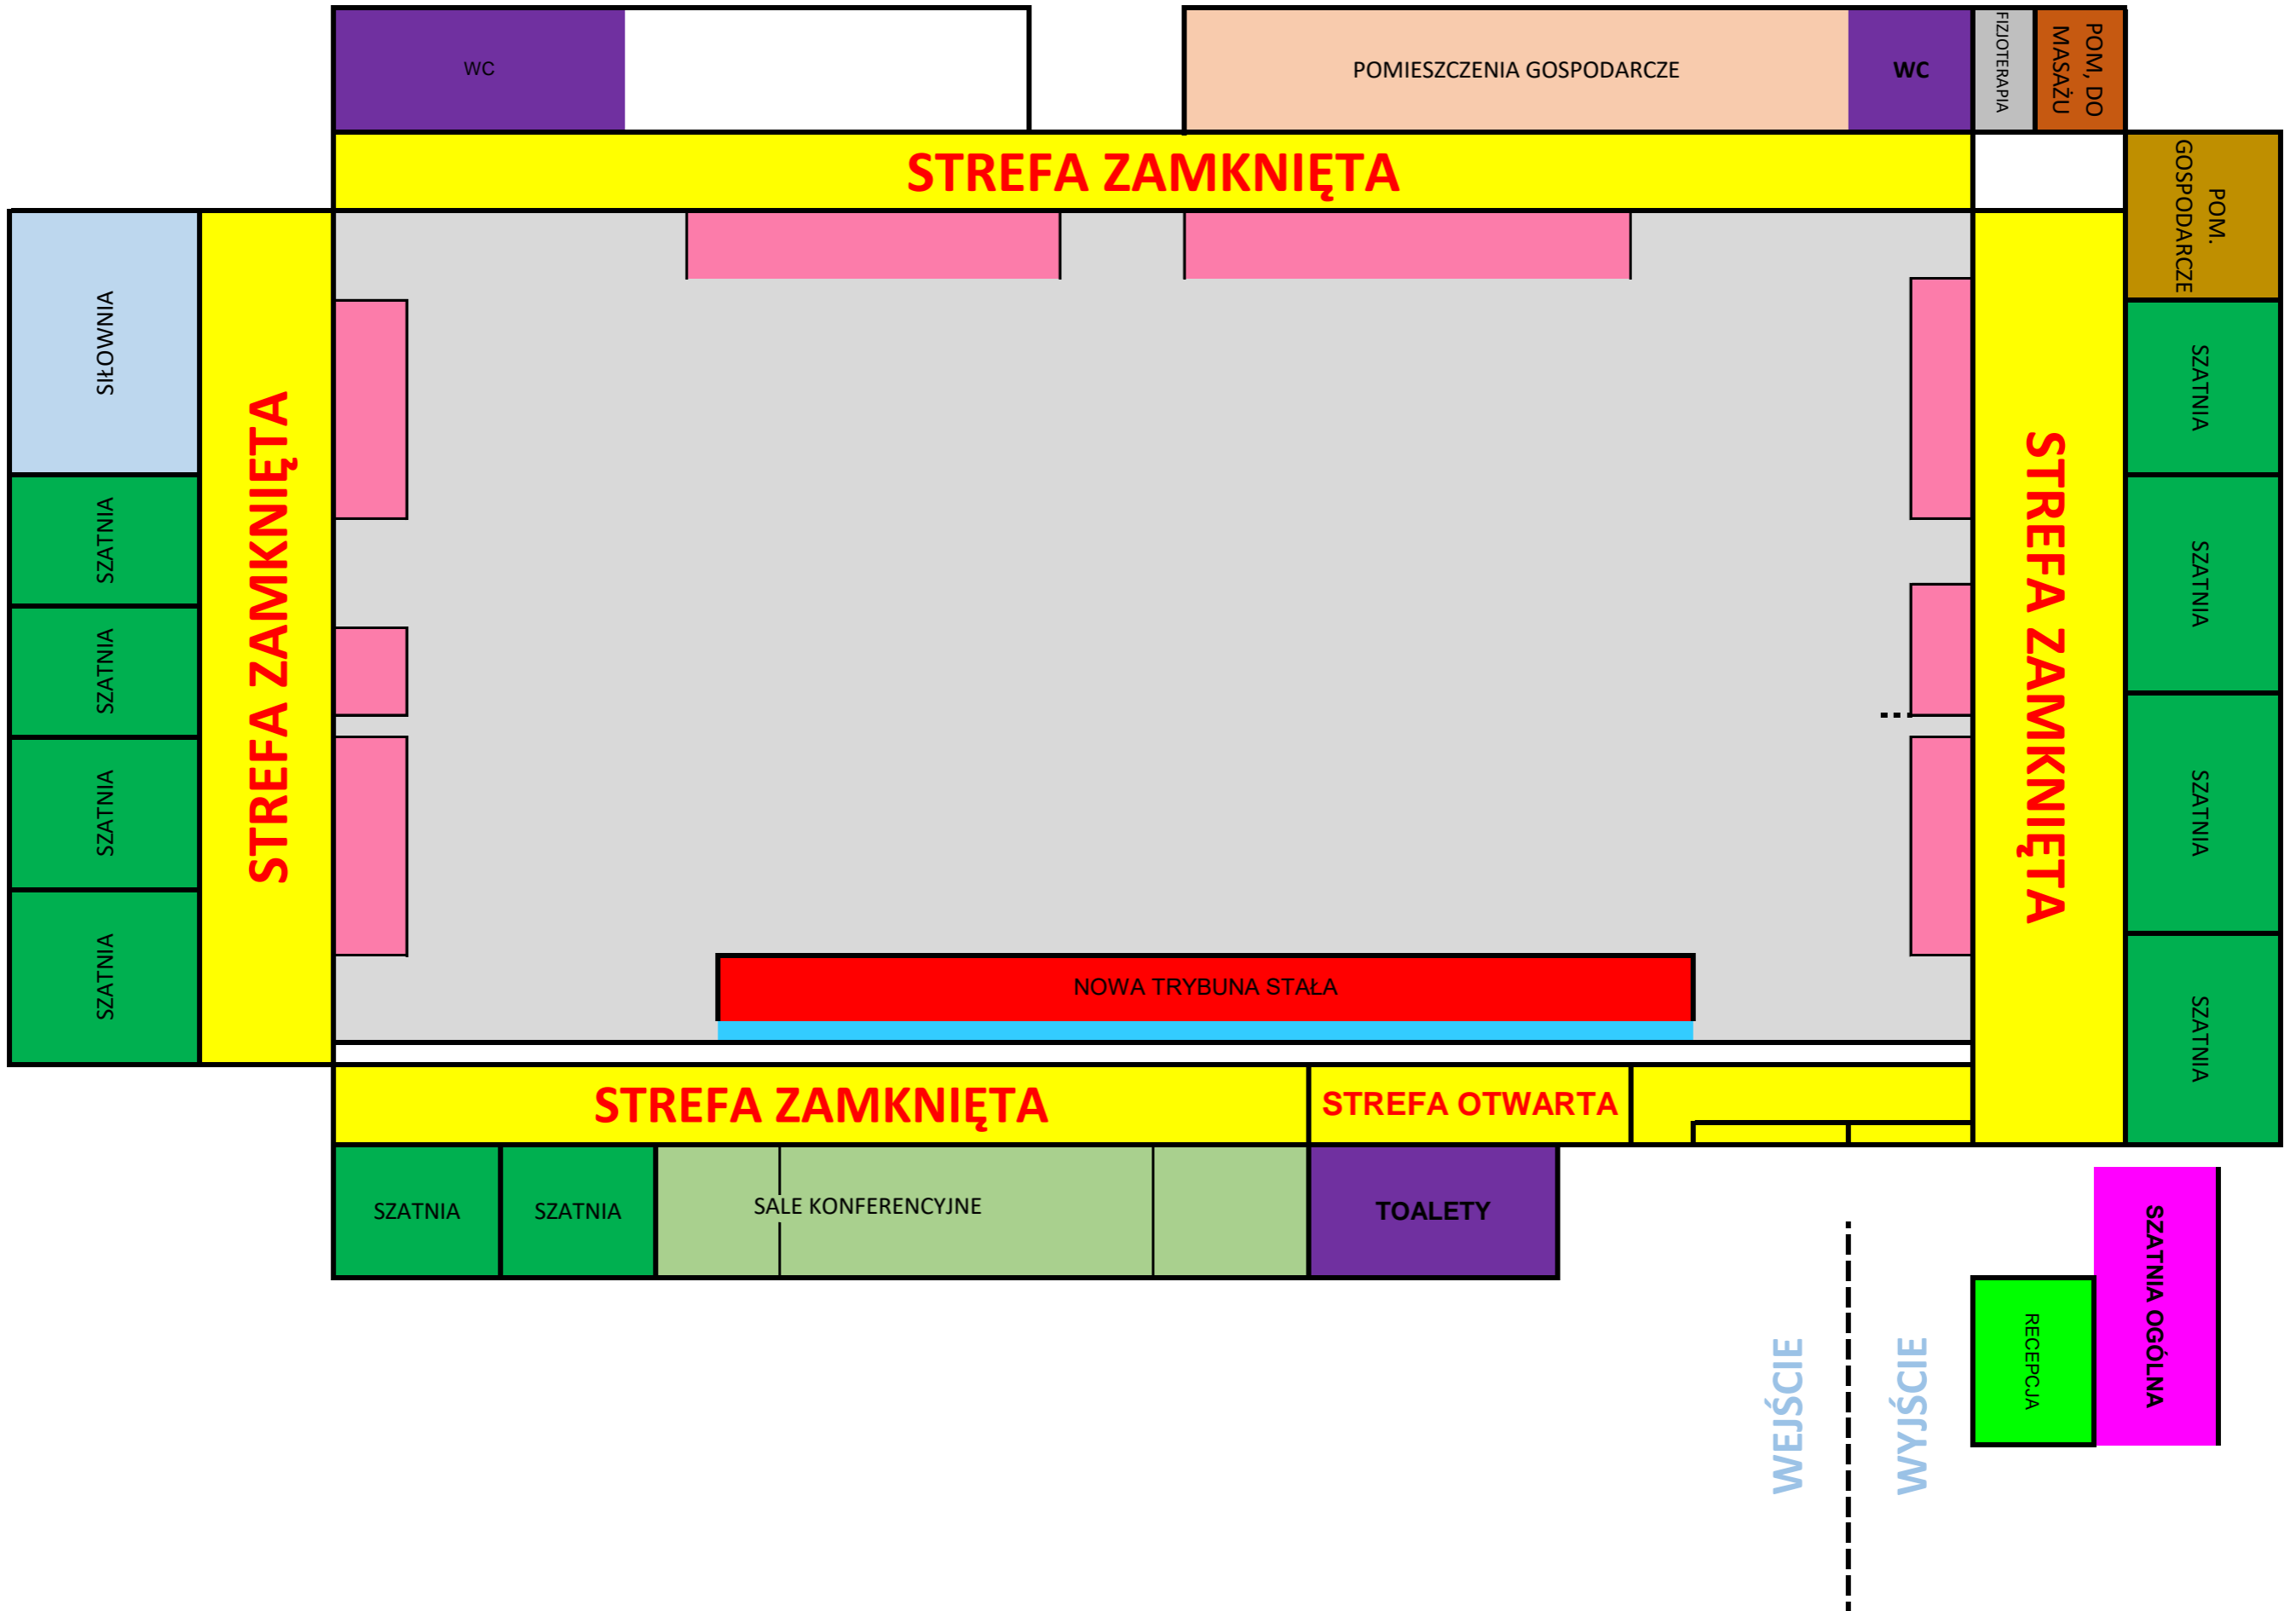 WC
POMIESZCZENIA GOSPODARCZE
WC
FIZJOTERAPIA
POM, DO
MASAŻU
STREFA ZAMKNIĘTA
POM.
GOSPODARCZE
SIŁOWNIA
SZATNIA
SZATNIA
SZATNIA
SZATNIA
STREFA ZAMKNIĘTA
STREFA ZAMKNIĘTA
SZATNIA
SZATNIA
SZATNIA
SZATNIA
NOWA TRYBUNA STAŁA
STREFA ZAMKNIĘTA
STREFA OTWARTA
SZATNIA
SZATNIA
SALE KONFERENCYJNE
TOALETY
WEJŚCIE
WYJŚCIE
RECEPCJA
SZATNIA OGÓLNA